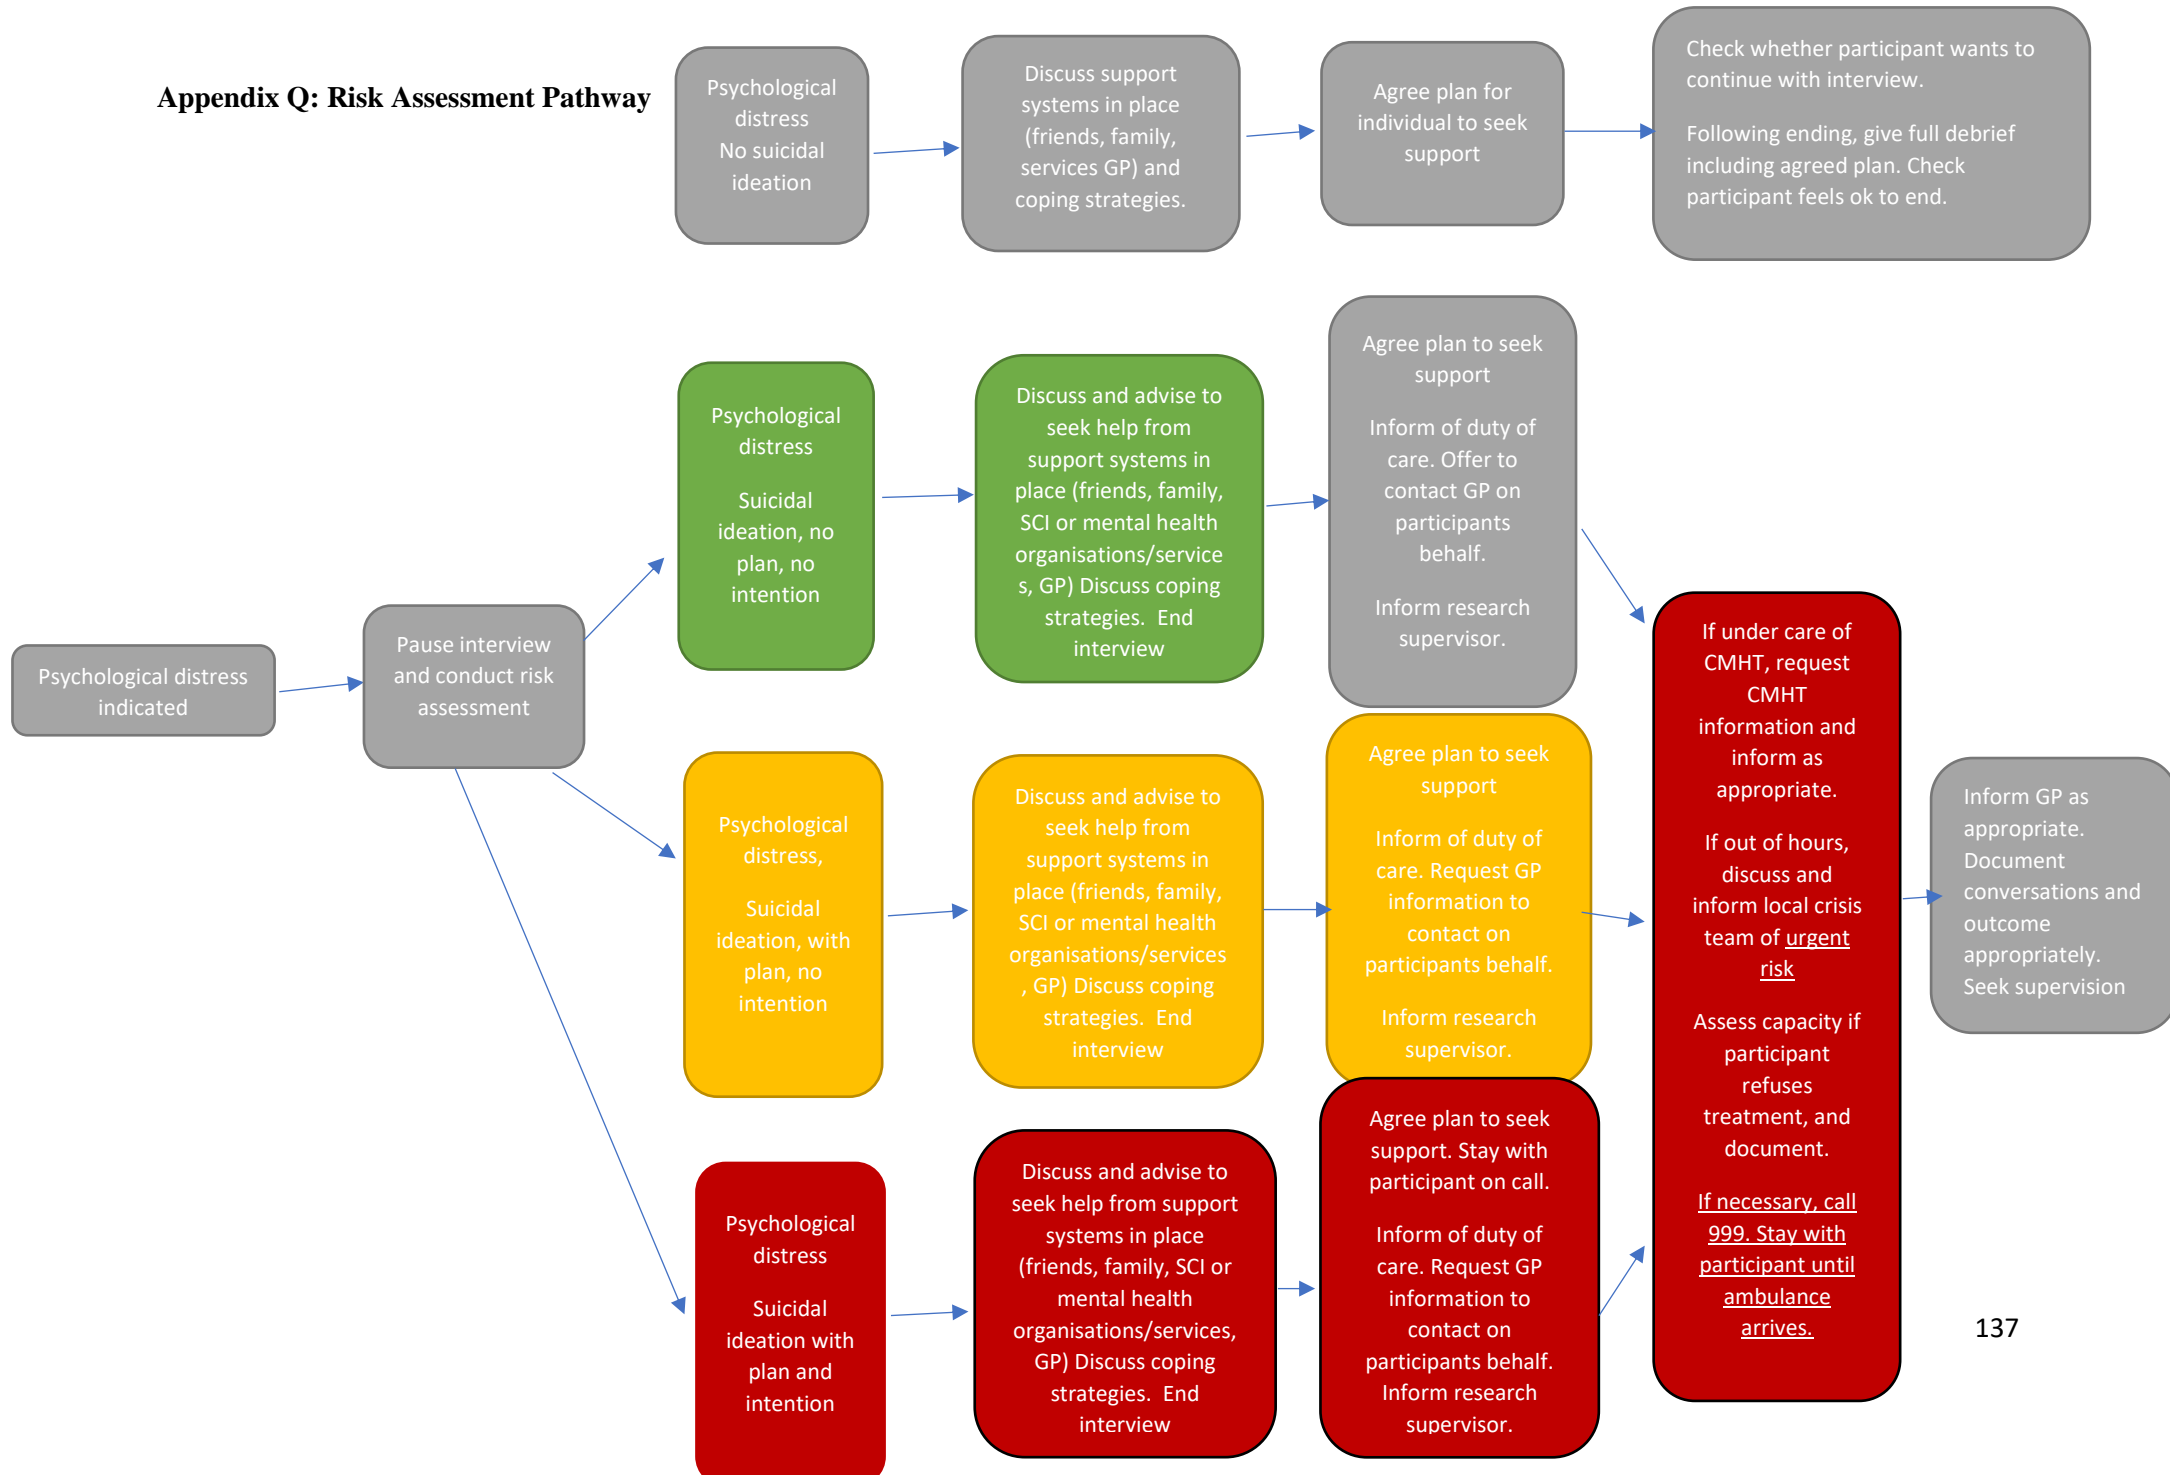 Appendix Q: Risk Assessment Pathway
Psychological
distress
No suicidal
ideation
Discuss support
systems in place
(friends, family,
services GP) and
coping strategies.
Agree plan for
individual to seek
support
Check whether participant wants to
continue with interview.
Following ending, give full debrief
including agreed plan. Check
participant feels ok to end.
Psychological distress
indicated
Pause interview
and conduct risk
assessment
Psychological
distress
Suicidal
ideation, no
plan, no
intention
Discuss and advise to
seek help from
support systems in
place (friends, family,
SCI or mental health
organisations/service
s, GP) Discuss coping
strategies.  End
interview
Agree plan to seek
support
Inform of duty of
care. Offer to
contact GP on
participants
behalf.
Inform research
supervisor.
Psychological
distress,
Suicidal
ideation, with
plan, no
intention
Discuss and advise to
seek help from
support systems in
place (friends, family,
SCI or mental health
organisations/services
, GP) Discuss coping
strategies.  End
interview
Agree plan to seek
support
Inform of duty of
care. Request GP
information to
contact on
participants behalf.
Inform research
supervisor.
Psychological
distress
Suicidal
ideation with
plan and
intention
Discuss and advise to
seek help from support
systems in place
(friends, family, SCI or
mental health
organisations/services,
GP) Discuss coping
strategies.  End
interview
Agree plan to seek
support. Stay with
participant on call.
Inform of duty of
care. Request GP
information to
contact on
participants behalf.
Inform research
supervisor.
If under care of
CMHT, request
CMHT
information and
inform as
appropriate.
If out of hours,
discuss and
inform local crisis
team of urgent
risk
Assess capacity if
participant
refuses
treatment, and
document.
If necessary, call
999. Stay with
participant until
ambulance
arrives.
Inform GP as
appropriate.
Document
conversations and
outcome
appropriately.
Seek supervision
137